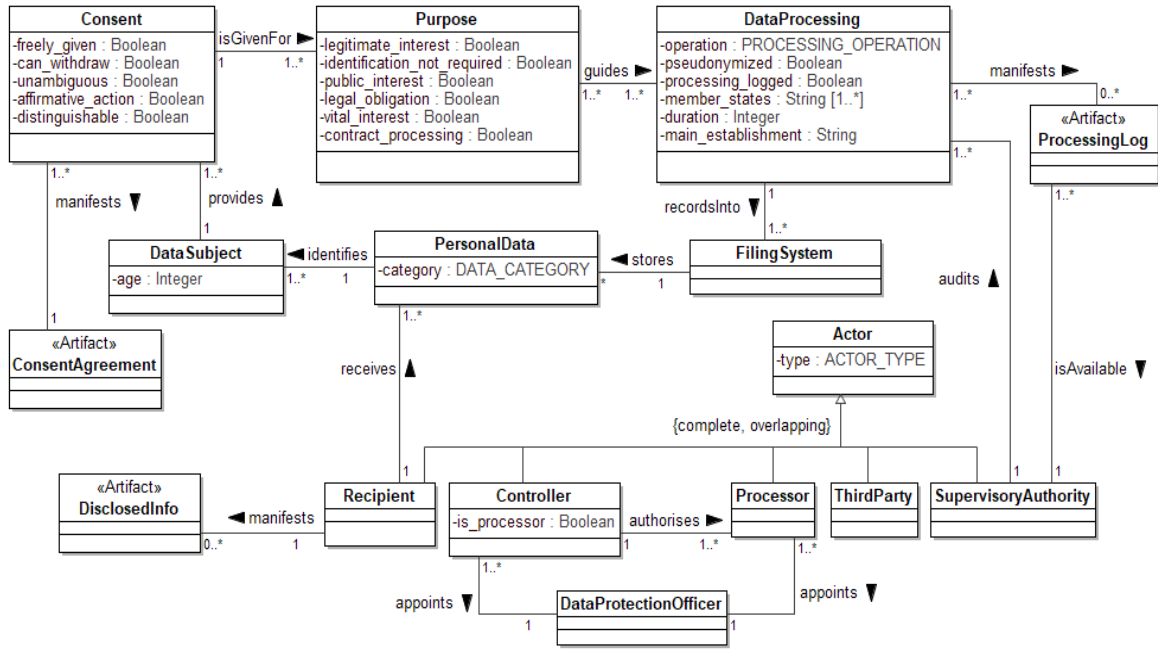 Consent
-freely_given : Boolean
-can_withdraw : Boolean
-unambiguous : Boolean
-affirmative_action : Boolean
-distinguishable : Boolean
isGivenFor
1
1..*
Purpose
-legitimate_interest : Boolean
-identification_not_required : Boolean
-public_interest : Boolean
-legal_obligation : Boolean
-vital_interest : Boolean
-contract_processing : Boolean
guides
1..*
1..*
DataProcessing
-operation : PROCESSING_OPERATION
-pseudonymized : Boolean
-processing_logged : Boolean
-member_states : String [1..*]
-duration : Integer
-main_establishment : String
manifests
1..*
0..*
«Artifact»
ProcessingLog
1..*
manifests
1..*
provides
1
1..*
1
recordsInto
1..*
1..*
DataSubject
-age : Integer
identifies
1..*
1
PersonalData
-category : DATA_CATEGORY
stores
*
1
FilingSystem
audits
1
«Artifact»
ConsentAgreement
1..*
receives
Actor
-type : ACTOR_TYPE
isAvailable
{complete, overlapping}
1
1
1
«Artifact»
DisclosedInfo
manifests
0..*
1
Recipient
Controller
-is_processor : Boolean
authorises
1
1..*
Processor
ThirdParty
SupervisoryAuthority
1..*
1..*
appoints
1
DataProtectionOfficer
1
appoints